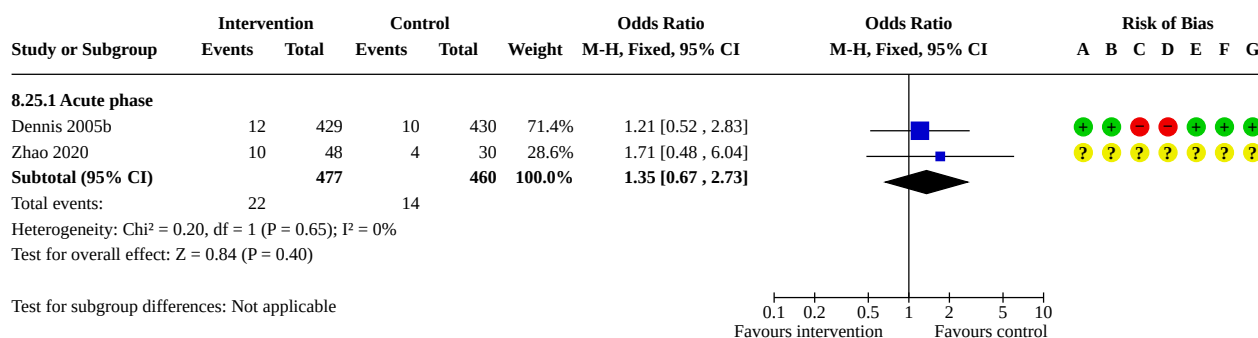 Intervention Control Odds Ratio Odds Ratio Risk of Bias
Study or Subgroup Events Total Events Total Weight M-H, Fixed, 95% CI M-H, Fixed, 95% CI A B C D E F G
8.25.1 Acute phase
Dennis 2005b 12 429 10 430 71.4% 1.21 [0.52 , 2.83] + + − − + + +
Zhao 2020 10 48 4 30 28.6% 1.71 [0.48 , 6.04] ? ? ? ? ? ? ?
Subtotal (95% CI) 477 460 100.0% 1.35 [0.67 , 2.73]
Total events: 22 14
Heterogeneity: Chi² = 0.20, df = 1 (P = 0.65); I² = 0%
Test for overall effect: Z = 0.84 (P = 0.40)
Test for subgroup differences: Not applicable
0.1 0.2 0.5 1 2 5 10
Favours intervention Favours control